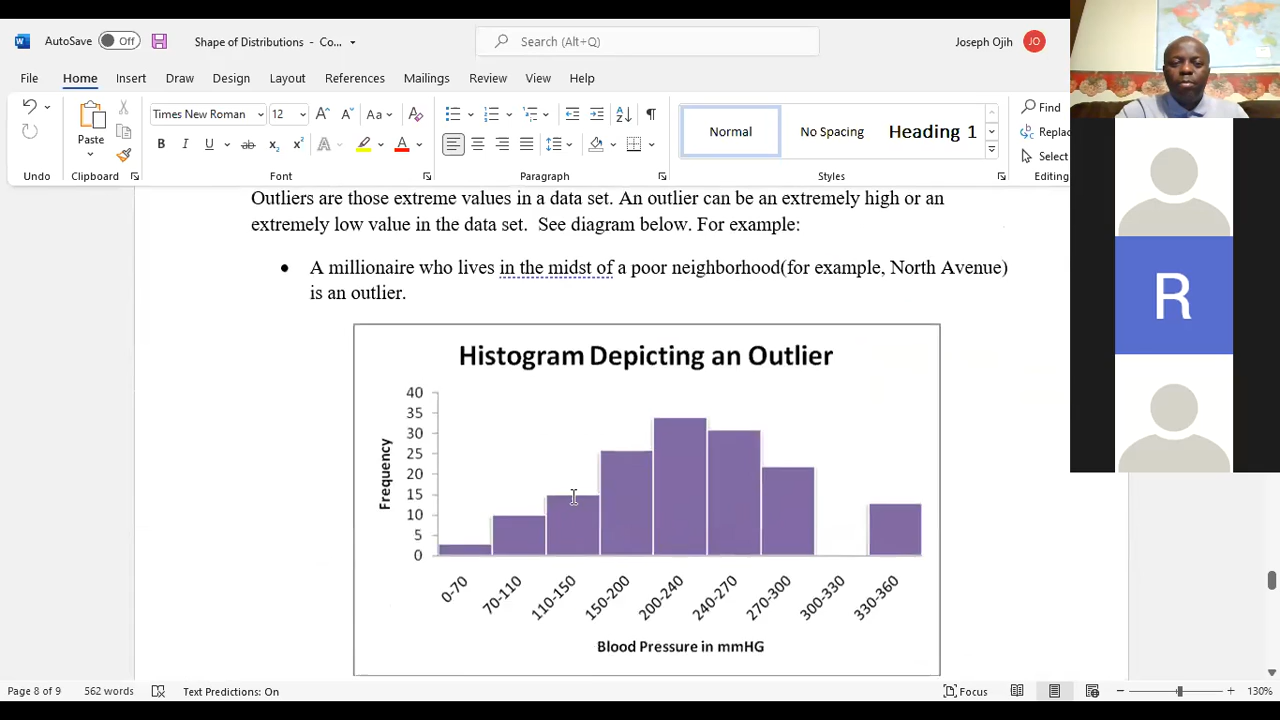 AutoSave Off Shape of Distributions - Co... Search (Alt+Q) Joseph Ojih JO
File Home Insert Draw Design Layout References Mailings Review View Help
Times New Roman 12 Aa Find
Paste Normal No Spacing Heading 1 Replac
B I U ab x₂ x² A A Select
Undo Clipboard Font Paragraph Styles Editing
Outliers are those extreme values in a data set. An outlier can be an extremely high or an
extremely low value in the data set. See diagram below. For example:
• A millionaire who lives in the midst of a poor neighborhood(for example, North Avenue)
is an outlier.
R
Histogram Depicting an Outlier
40
35
30
25
20
15
10
5
0
Frequency
0-70 70-110 110-150 150-200 200-240 240-270 270-300 300-330 330-360
Blood Pressure in mmHG
Page 8 of 9 562 words Text Predictions: On Focus 130%